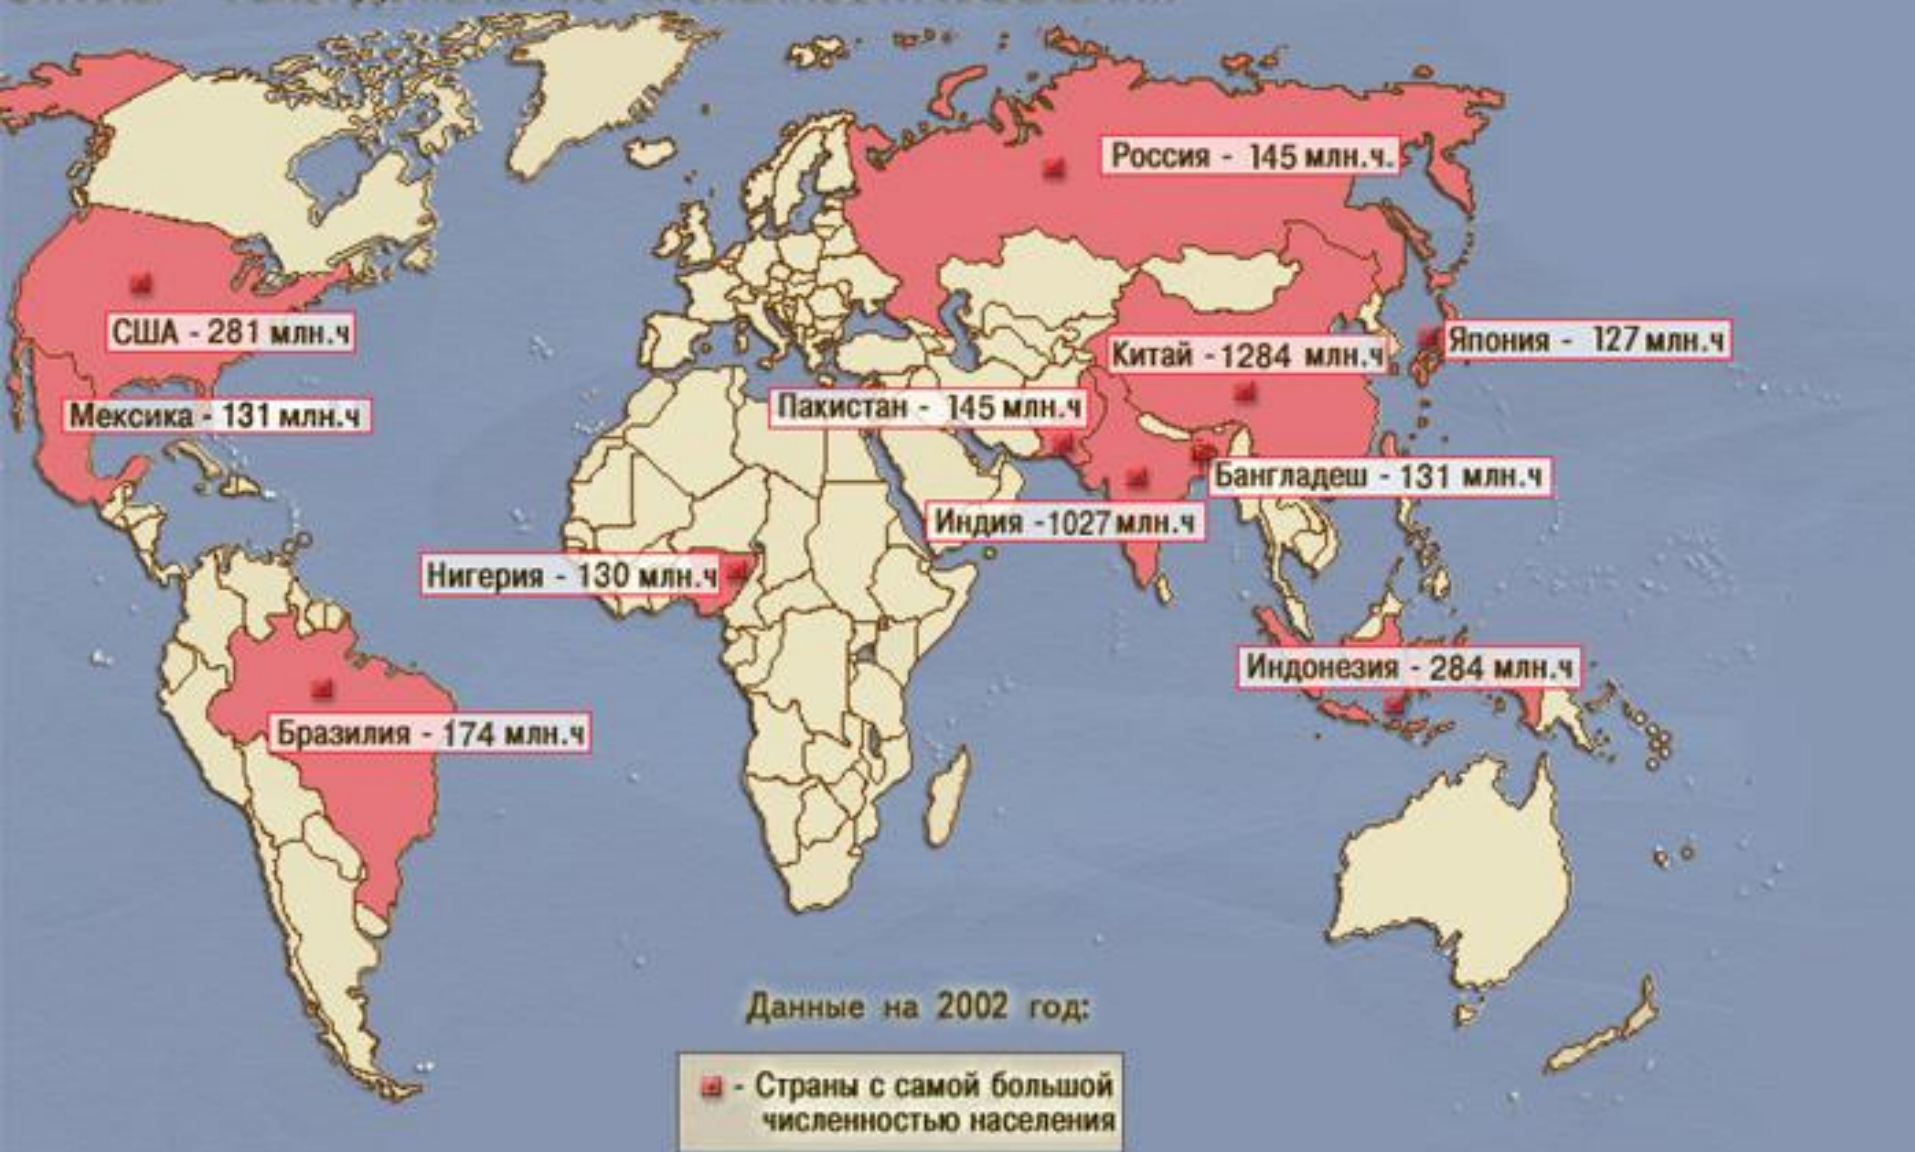 Россия - 145 млн.ч.
США - 281 млн.ч
Япония - 127 млн.ч
Китай - 1284 млн.ч
Мексика - 131 млн.ч
Пакистан - 145 млн.ч
Бангладеш - 131 млн.ч
Индия - 1027 млн.ч
Нигерия - 130 млн.ч
Индонезия - 284 млн.ч
Бразилия - 174 млн.ч
Данные на 2002 год:
- Страны с самой большой
численностью населения